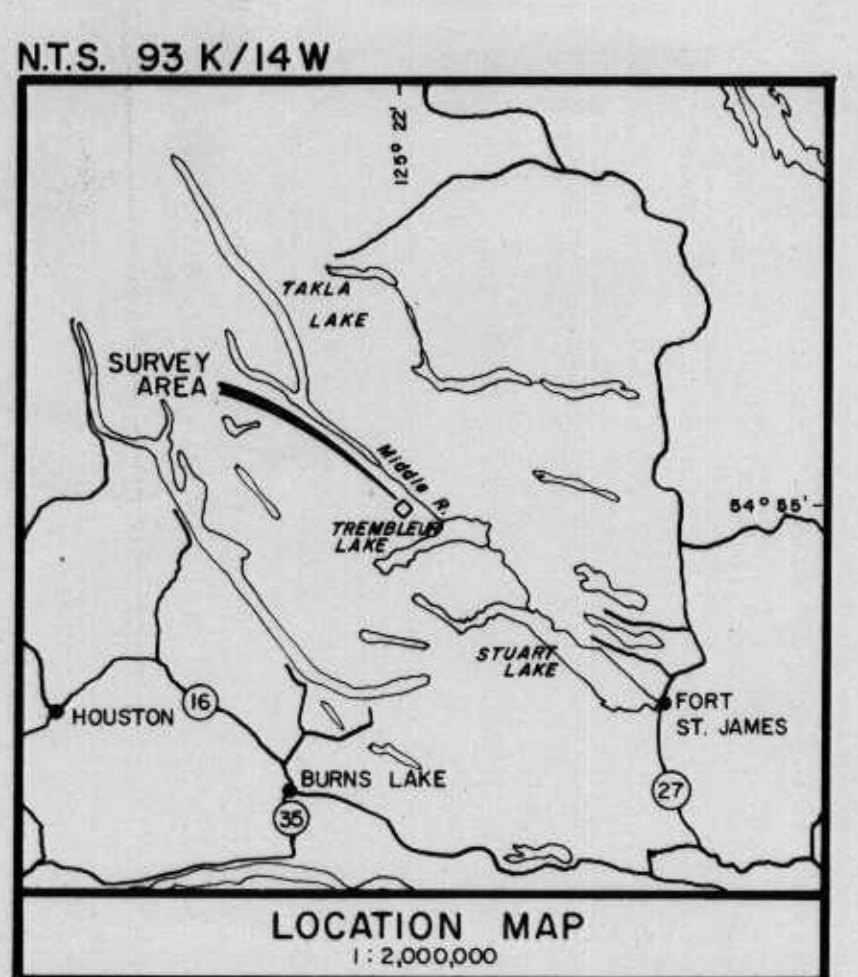 N.T.S. 93 K/14W
125° 22'
TAKLA
LAKE
SURVEY
AREA
Middle R.
54° 55'
TREMBLEUR
LAKE
STUART
LAKE
16
HOUSTON
FORT
ST. JAMES
BURNS LAKE
27
35
LOCATION MAP
1 : 2,000,000